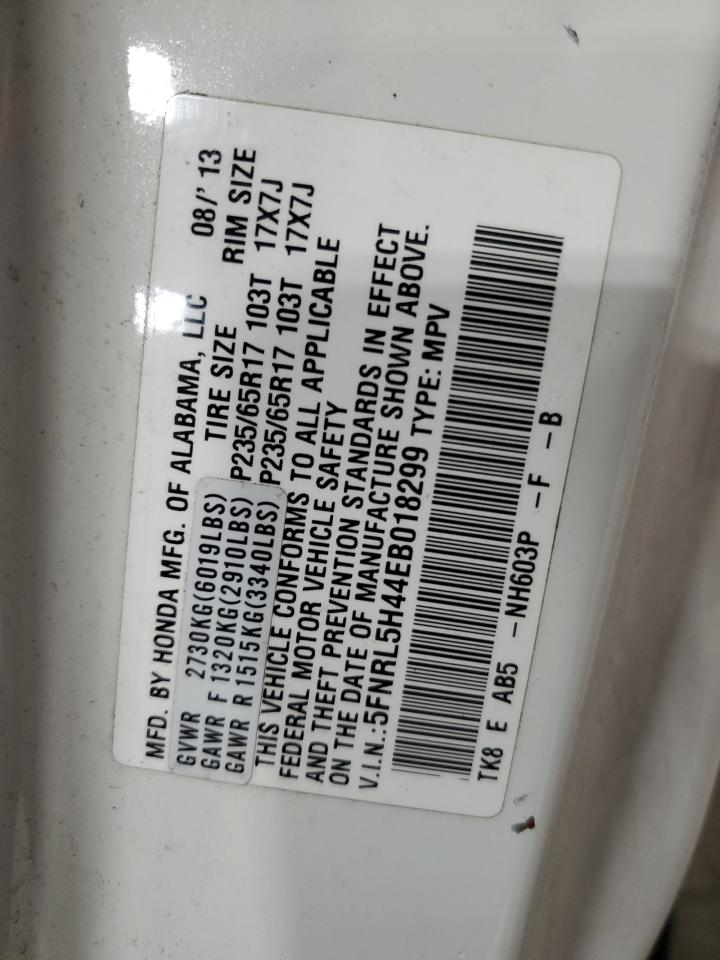 MFD. BY HONDA MFG. OF ALABAMA, LLC 08/'13
GVWR 2730KG(6019LBS) TIRE SIZE RIM SIZE
GAWR F 1320KG(2910LBS) P235/65R17 103T 17X7J
GAWR R 1515KG(3340LBS) P235/65R17 103T 17X7J
THIS VEHICLE CONFORMS TO ALL APPLICABLE
FEDERAL MOTOR VEHICLE SAFETY
AND THEFT PREVENTION STANDARDS IN EFFECT
ON THE DATE OF MANUFACTURE SHOWN ABOVE.
V.I.N.:5FNRL5H44EB018299 TYPE: MPV
TK8 E AB5 -NH603P -F -B